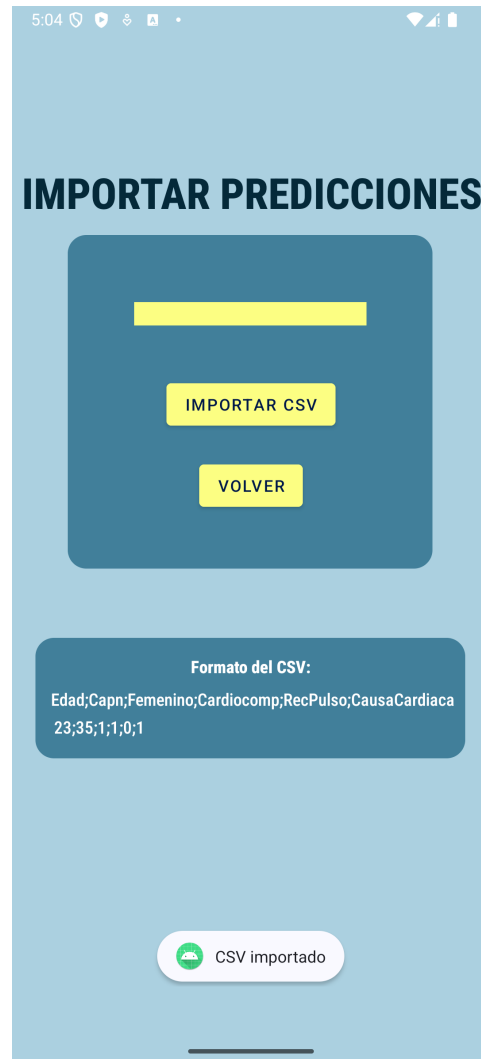 5:04
IMPORTAR PREDICCIONES
IMPORTAR CSV
VOLVER
Formato del CSV:
Edad;Capn;Femenino;Cardiocomp;RecPulso;CausaCardiaca
23;35;1;1;0;1
CSV importado